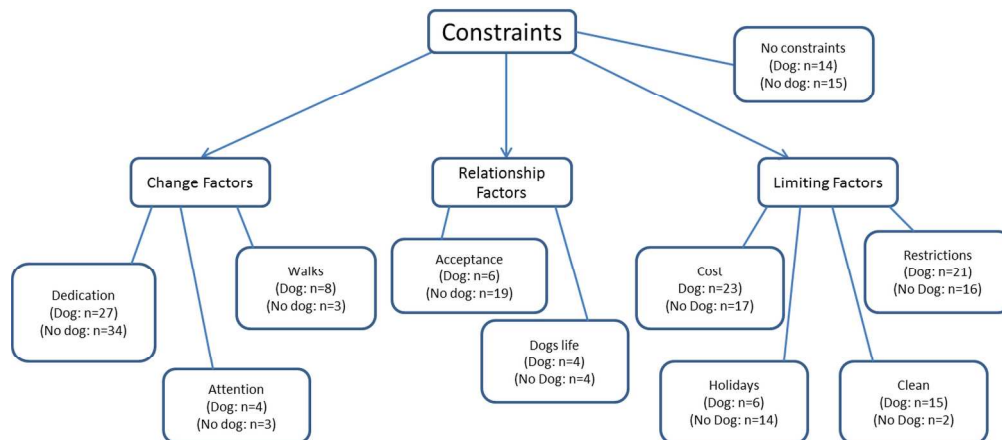 Constraints
No constraints
(Dog: n=14)
(No dog: n=15)
Change Factors
Relationship
Factors
Limiting Factors
Dedication
(Dog: n=27)
(No dog: n=34)
Attention
(Dog: n=4)
(No dog: n=3)
Walks
(Dog: n=8)
(No dog: n=3)
Acceptance
(Dog: n=6)
(No dog: n=19)
Dogs life
(Dog: n=4)
(No Dog: n=4)
Cost
(Dog: n=23)
(No Dog: n=17)
Holidays
(Dog: n=6)
(No Dog: n=14)
Clean
(Dog: n=15)
(No Dog: n=2)
Restrictions
(Dog: n=21)
(No Dog: n=16)